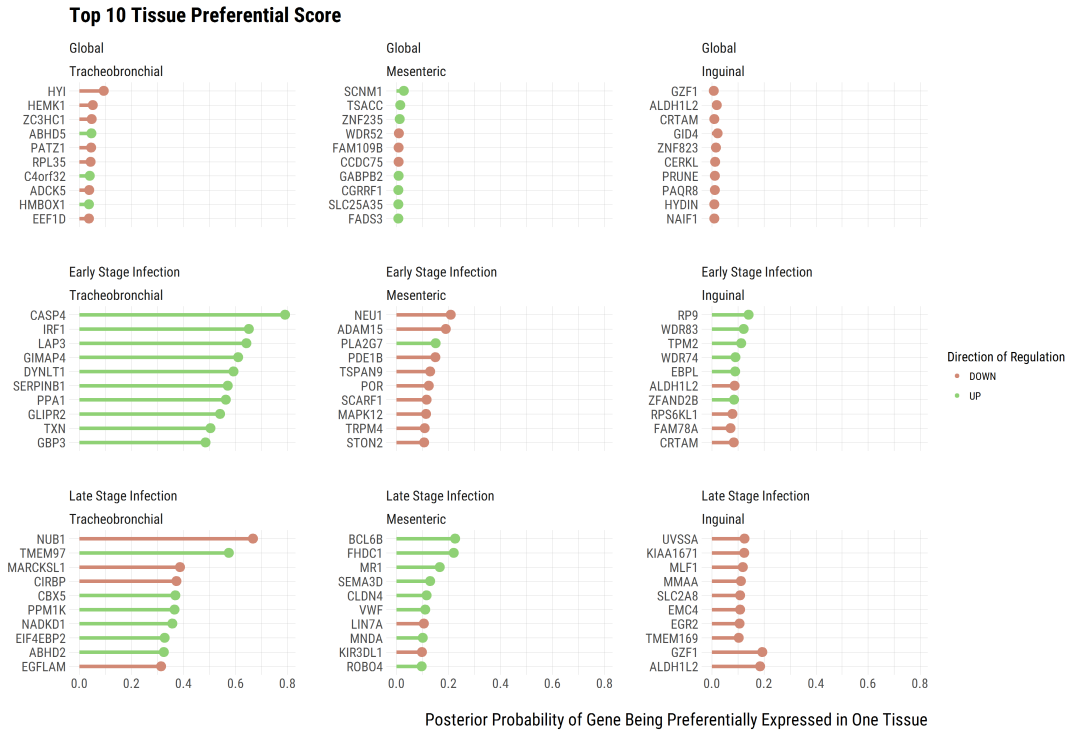 Top 10 Tissue Preferential Score
Global
Tracheobronchial
HYI
HEMK1
ZC3HC1
ABHD5
PATZ1
RPL35
C4orf32
ADCK5
HMBOX1
EEF1D
Global
Mesenteric
SCNM1
TSACC
ZNF235
WDR52
FAM109B
CCDC75
GABPB2
CGRRF1
SLC25A35
FADS3
Global
Inguinal
GZF1
ALDH1L2
CRTAM
GID4
ZNF823
CERKL
PRUNE
PAQR8
HYDIN
NAIF1
Early Stage Infection
Tracheobronchial
CASP4
IRF1
LAP3
GIMAP4
DYNLT1
SERPINB1
PPA1
GLIPR2
TXN
GBP3
Early Stage Infection
Mesenteric
NEU1
ADAM15
PLA2G7
PDE1B
TSPAN9
POR
SCARF1
MAPK12
TRPM4
STON2
Early Stage Infection
Inguinal
RP9
WDR83
TPM2
WDR74
EBPL
ALDH1L2
ZFAND2B
RPS6KL1
FAM78A
CRTAM
Late Stage Infection
Tracheobronchial
NUB1
TMEM97
MARCKSL1
CIRBP
CBX5
PPM1K
NADKD1
EIF4EBP2
ABHD2
EGFLAM
0.0 0.2 0.4 0.6 0.8
Late Stage Infection
Mesenteric
BCL6B
FHDC1
MR1
SEMA3D
CLDN4
VWF
LIN7A
MNDA
KIR3DL1
ROBO4
0.0 0.2 0.4 0.6 0.8
Late Stage Infection
Inguinal
UVSSA
KIAA1671
MLF1
MMAA
SLC2A8
EMC4
EGR2
TMEM169
GZF1
ALDH1L2
0.0 0.2 0.4 0.6 0.8
Posterior Probability of Gene Being Preferentially Expressed in One Tissue
Direction of Regulation
DOWN
UP